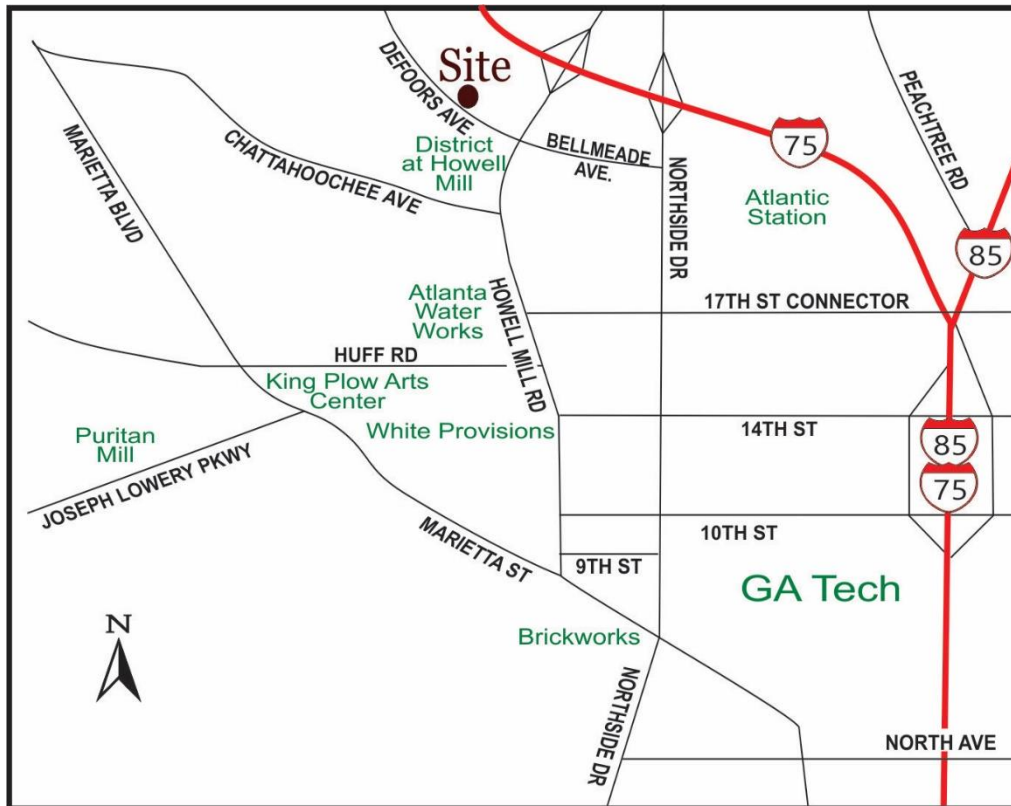 Site
DEFOORS AVE
MARIETTA BLVD
CHATTAHOOCHEE AVE
District
at Howell
Mill
BELLMEADE
AVE.
NORTHSIDE DR
75
PEACHTREE RD
Atlantic
Station
85
Atlanta
Water
Works
HOWELL MILL RD
17TH ST CONNECTOR
HUFF RD
King Plow Arts
Center
White Provisions
14TH ST
85
75
Puritan
Mill
JOSEPH LOWERY PKWY
MARIETTA ST
10TH ST
9TH ST
GA Tech
N
Brickworks
NORTHSIDE DR
NORTH AVE